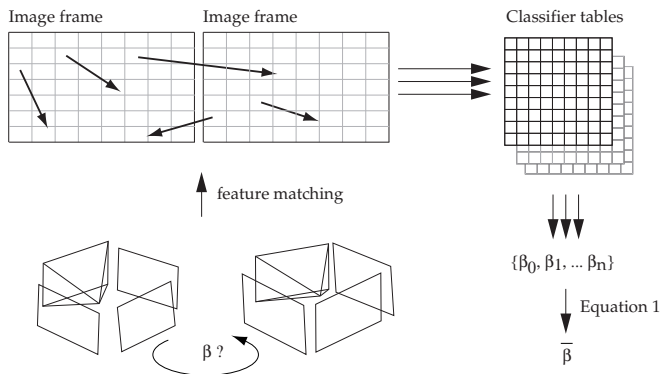 Image frame
Image frame
Classifier tables
feature matching
{β0, β1, ... βn}
Equation 1
β ?
β̅